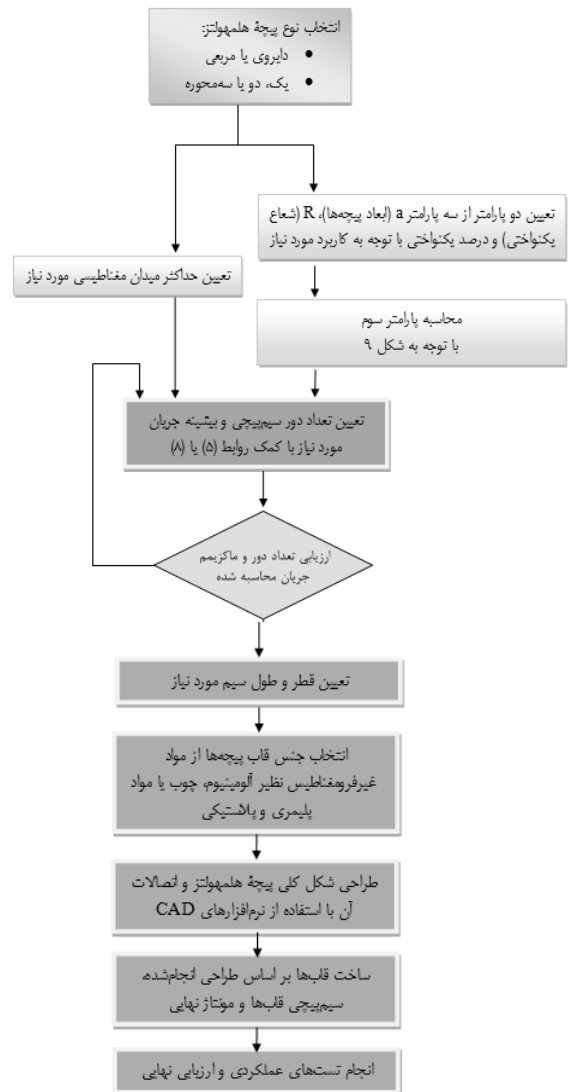 انتخاب نوع پیچۀ هلمهولتز:
• دایروی یا مربعی
• یک، دو یا سه‌محوره
تعیین دو پارامتر از سه پارامتر a (ابعاد پیچه‌ها)، R (شعاع
یکنواختی) و درصد یکنواختی با توجه به کاربرد مورد نیاز
تعیین حداکثر میدان مغناطیسی مورد نیاز
محاسبه پارامتر سوم
با توجه به شکل ۹
تعیین تعداد دور سیم‌پیچی و بیشینه جریان
مورد نیاز با کمک روابط (۵) یا (۸)
ارزیابی تعداد دور و ماکزیمم
جریان محاسبه شده
تعیین قطر و طول سیم مورد نیاز
انتخاب جنس قاب پیچه‌ها از مواد
غیرفرومغناطیس نظیر آلومینیوم، چوب یا مواد
پلیمری و پلاستیکی
طراحی شکل کلی پیچۀ هلمهولتز و اتصالات
آن با استفاده از نرم‌افزارهای CAD
ساخت قاب‌ها بر اساس طراحی انجام‌شده،
سیم‌پیچی قاب‌ها و مونتاژ نهایی
انجام تست‌های عملکردی و ارزیابی نهایی